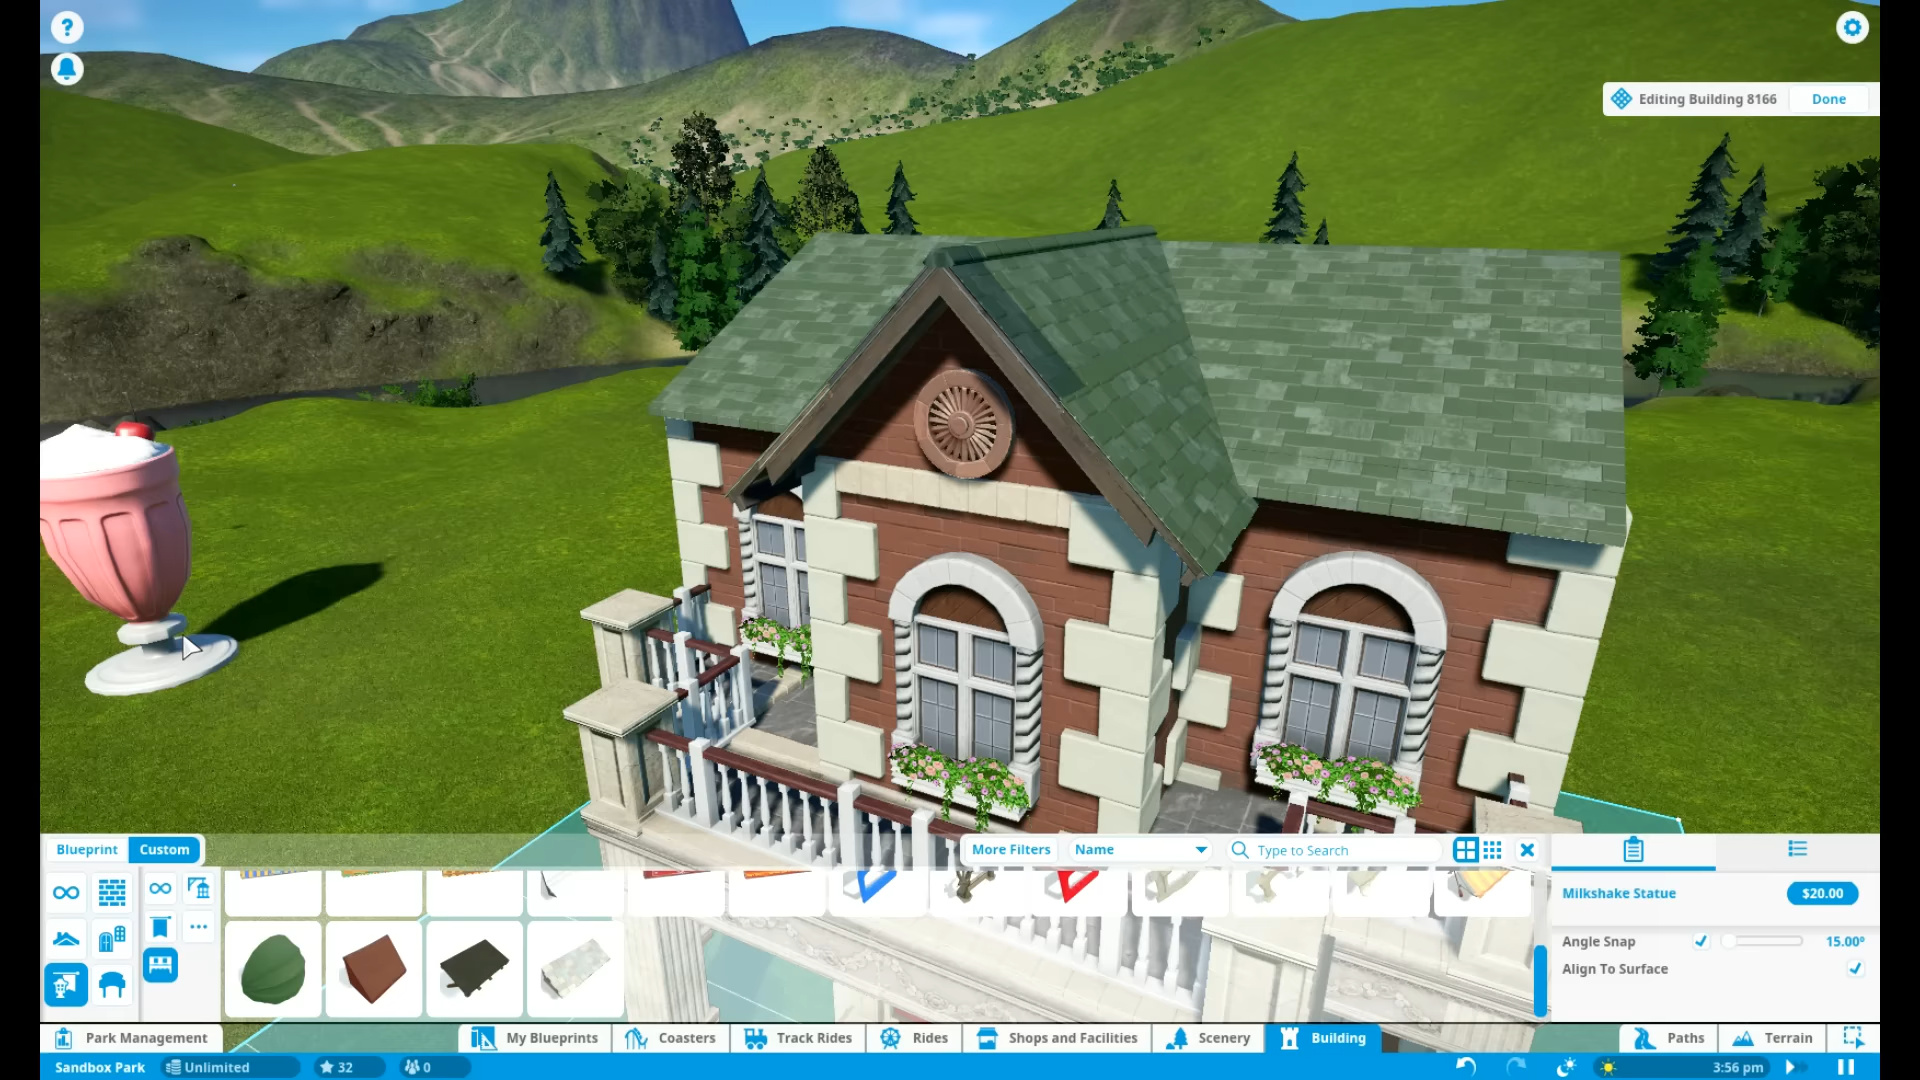 ?
Editing Building 8166 Done
Blueprint Custom
More Filters Name Type to Search
Milkshake Statue $20.00
Angle Snap 15.00°
Align To Surface
Park Management My Blueprints Coasters Track Rides Rides Shops and Facilities Scenery Building Paths Terrain
Sandbox Park Unlimited 32 0 3:56 pm